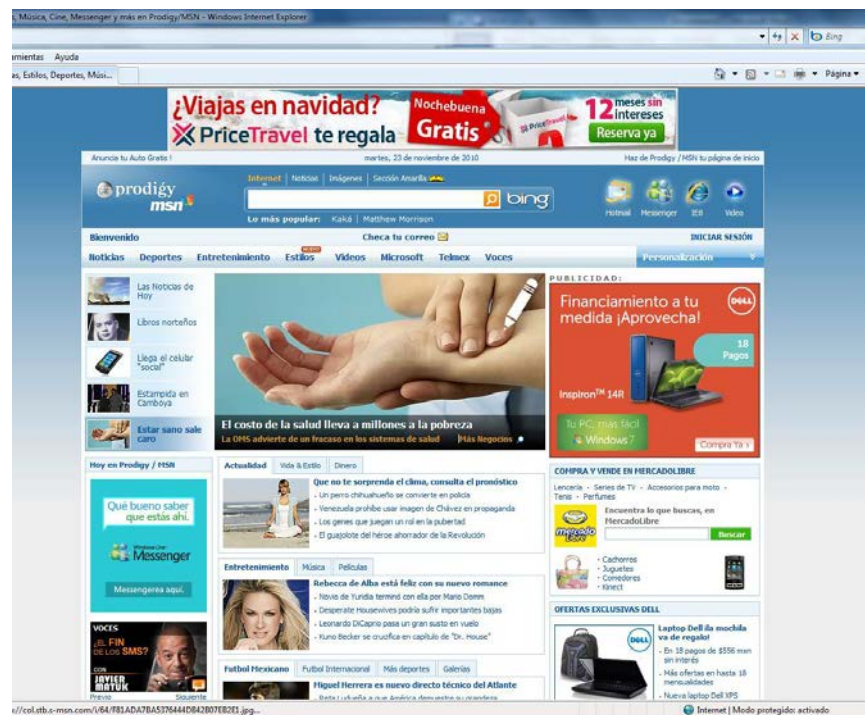 , Música, Cine, Messenger y más en Prodigy/MSN - Windows Internet Explorer
Bing
amientas Ayuda
as, Estilos, Deportes, Músi...
Página
¿Viajas en navidad?
PriceTravel te regala
Nochebuena
Gratis
12 meses sin intereses
Reserva ya
Anuncia tu Auto Gratis !
martes, 23 de noviembre de 2010
Haz de Prodigy /MSN tu página de inicio
prodigy
msn
Internet | Noticias | Imágenes | Sección Amarilla
bing
Lo más popular: Kaká | Matthew Morrison
Hotmail Messenger IE8 Video
Bienvenido
Checa tu correo
INICIAR SESIÓN
NUEVO
Noticias Deportes Entretenimiento Estilos Videos Microsoft Telmex Voces
Personalización
Las Noticias de
Hoy
Libros norteños
Llega el celular
"social"
Estampida en
Camboya
Estar sano sale
caro
El costo de la salud lleva a millones a la pobreza
La OMS advierte de un fracaso en los sistemas de salud |Más Negocios
PUBLICIDAD:
Financiamiento a tu
medida ¡Aprovecha!
DELL
18
Pagos
Inspiron™ 14R
Tu PC, más fácil
Windows 7
Compra Ya
Hoy en Prodigy / MSN
Qué bueno saber
que estás ahí.
Windows Live
Messenger
Messengerea aquí.
VOCES
¿EL FIN
DE LOS SMS?
CON
JAVIER
MATUK
Previo Siguiente
Actualidad Vida & Estilo Dinero
Que no te sorprenda el clima, consulta el pronóstico
Un perro chihuahueño se convierte en policía
Venezuela prohíbe usar imagen de Chávez en propaganda
Los genes que juegan un rol en la pubertad
El guajolote del héroe ahorrador de la Revolución
Entretenimiento Música Películas
Rebecca de Alba está feliz con su nuevo romance
Novio de Yuridia terminó con ella por Mario Domm
Desperate Housewives podría sufrir importantes bajas
Leonardo DiCaprio pasa un gran susto en vuelo
Kuno Becker se crucifica en capítulo de "Dr. House"
Futbol Mexicano Futbol Internacional Más deportes Galerías
Miguel Herrera es nuevo directo técnico del Atlante
COMPRA Y VENDE EN MERCADOLIBRE
Lencería - Series de TV - Accesorios para moto -
Tenis - Perfumes
Encuentra lo que buscas, en
MercadoLibre
mercado
libre
Buscar
Cachorros
Juguetes
Comedores
Kinect
OFERTAS EXCLUSIVAS DELL
DELL
Laptop Dell ¡la mochila
va de regalo!
En 18 pagos de $556 mxn
sin interés
Más ofertas en hasta 18
mensualidades
Nueva laptop Dell XPS
Internet | Modo protegido: activado